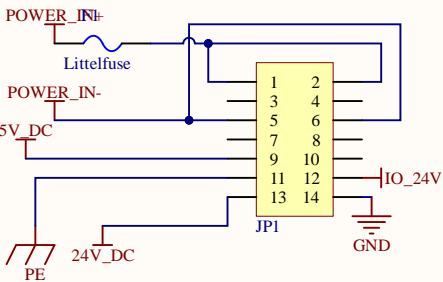 POWER_IN+
Littelfuse
POWER_IN-
5V_DC
1 2
3 4
5 6
7 8
9 10
11 12
13 14
IO_24V
JP1
GND
24V_DC
PE